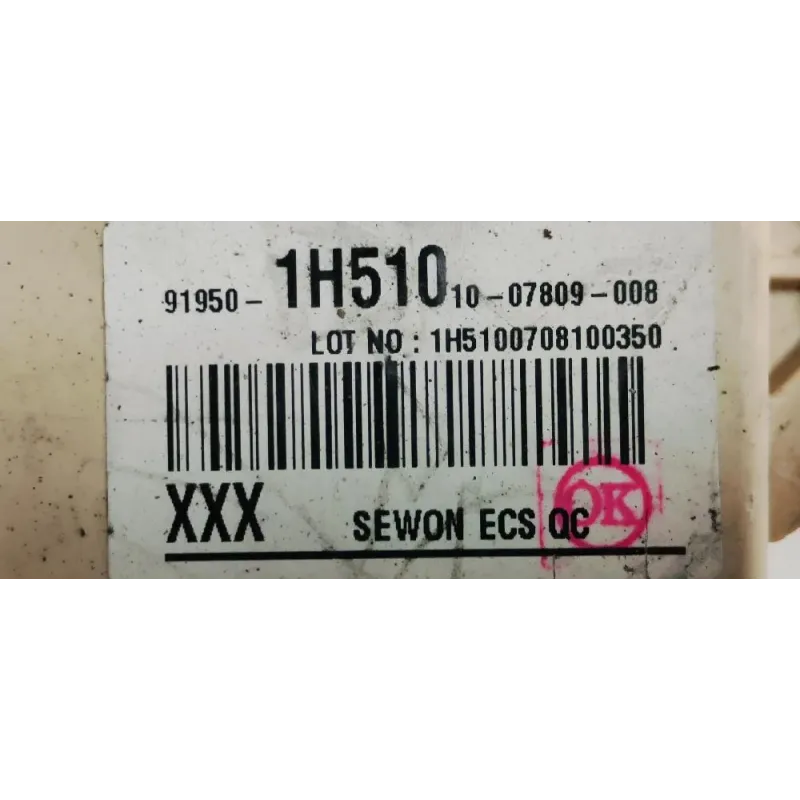 91950- 1H510 10-07809-008
LOT NO : 1H5100708100350
XXX SEWON ECS QC
OK